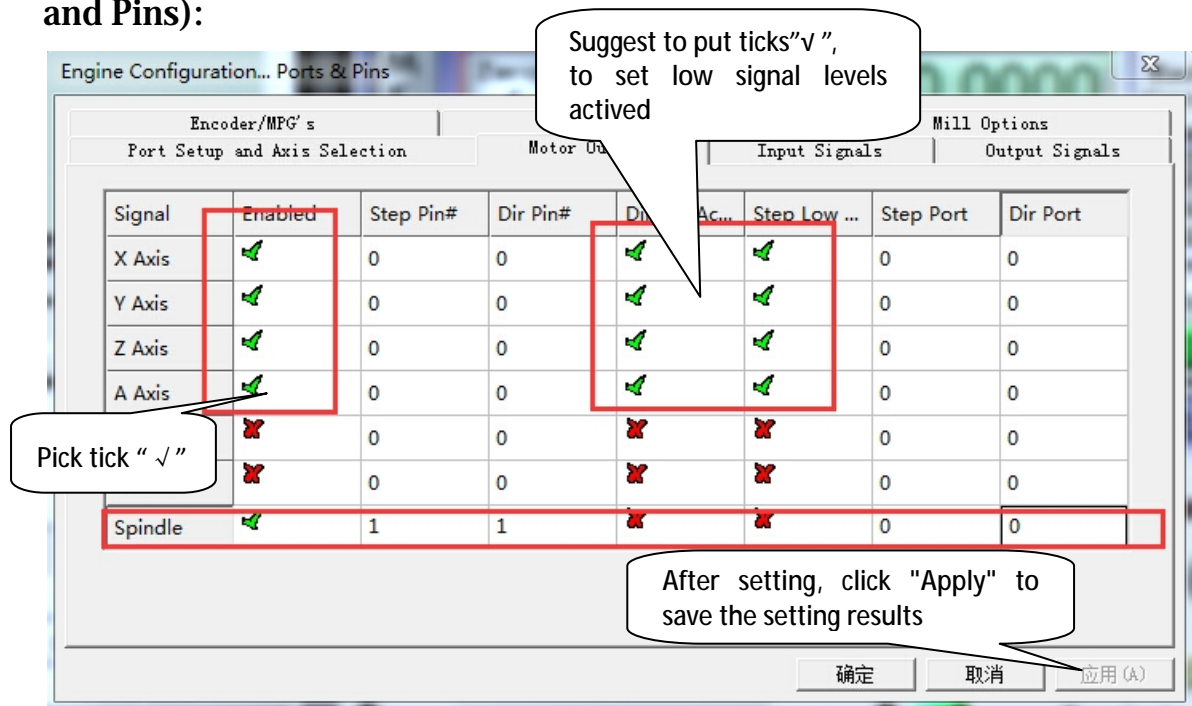 and Pins):
Suggest to put ticks"√ ",
to set low signal levels
actived
Engine Configuration... Ports & Pins
Encoder/MPG's
Mill Options
Port Setup and Axis Selection
Motor Ou
Input Signals
Output Signals
Signal Enabled Step Pin# Dir Pin# Di Ac... Step Low ... Step Port Dir Port
X Axis 0 0 0 0
Y Axis 0 0 0 0
Z Axis 0 0 0 0
A Axis 0 0 0 0
Pick tick " √ "
0 0 0 0
0 0 0 0
Spindle 1 1 0 0
After setting, click "Apply" to
save the setting results
确定 取消 应用(A)